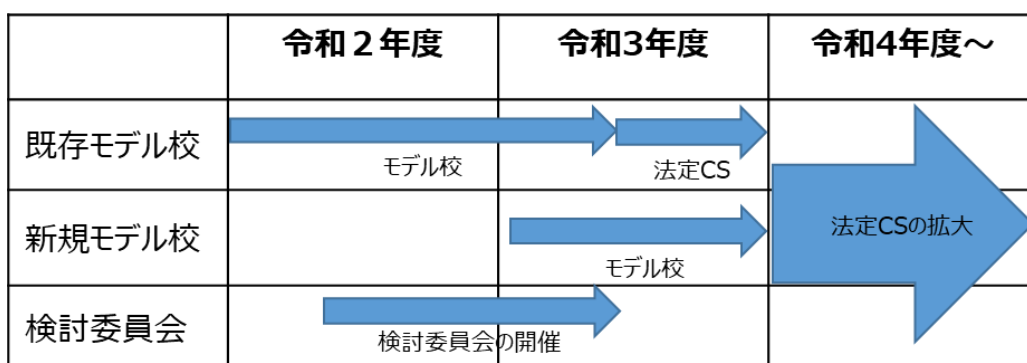 令和２年度 令和3年度 令和4年度～
既存モデル校
モデル校 法定CS
新規モデル校
モデル校
法定CSの拡大
検討委員会
検討委員会の開催